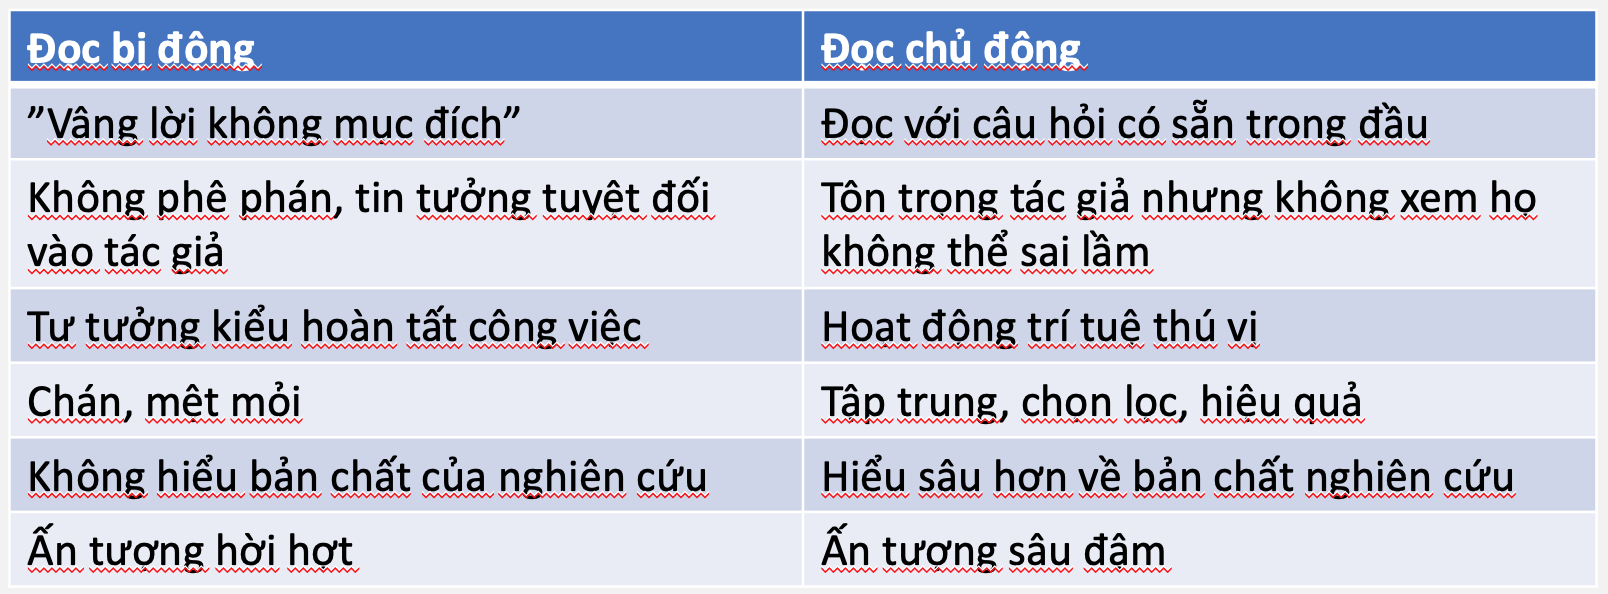 Đọc bị động
Đọc chủ động
”Vâng lời không mục đích”
Đọc với câu hỏi có sẵn trong đầu
Không phê phán, tin tưởng tuyệt đối
vào tác giả
Tôn trọng tác giả nhưng không xem họ
không thể sai lầm
Tư tưởng kiểu hoàn tất công việc
Hoạt động trí tuệ thú vị
Chán, mệt mỏi
Tập trung, chọn lọc, hiệu quả
Không hiểu bản chất của nghiên cứu
Hiểu sâu hơn về bản chất nghiên cứu
Ấn tượng hời hợt
Ấn tượng sâu đậm